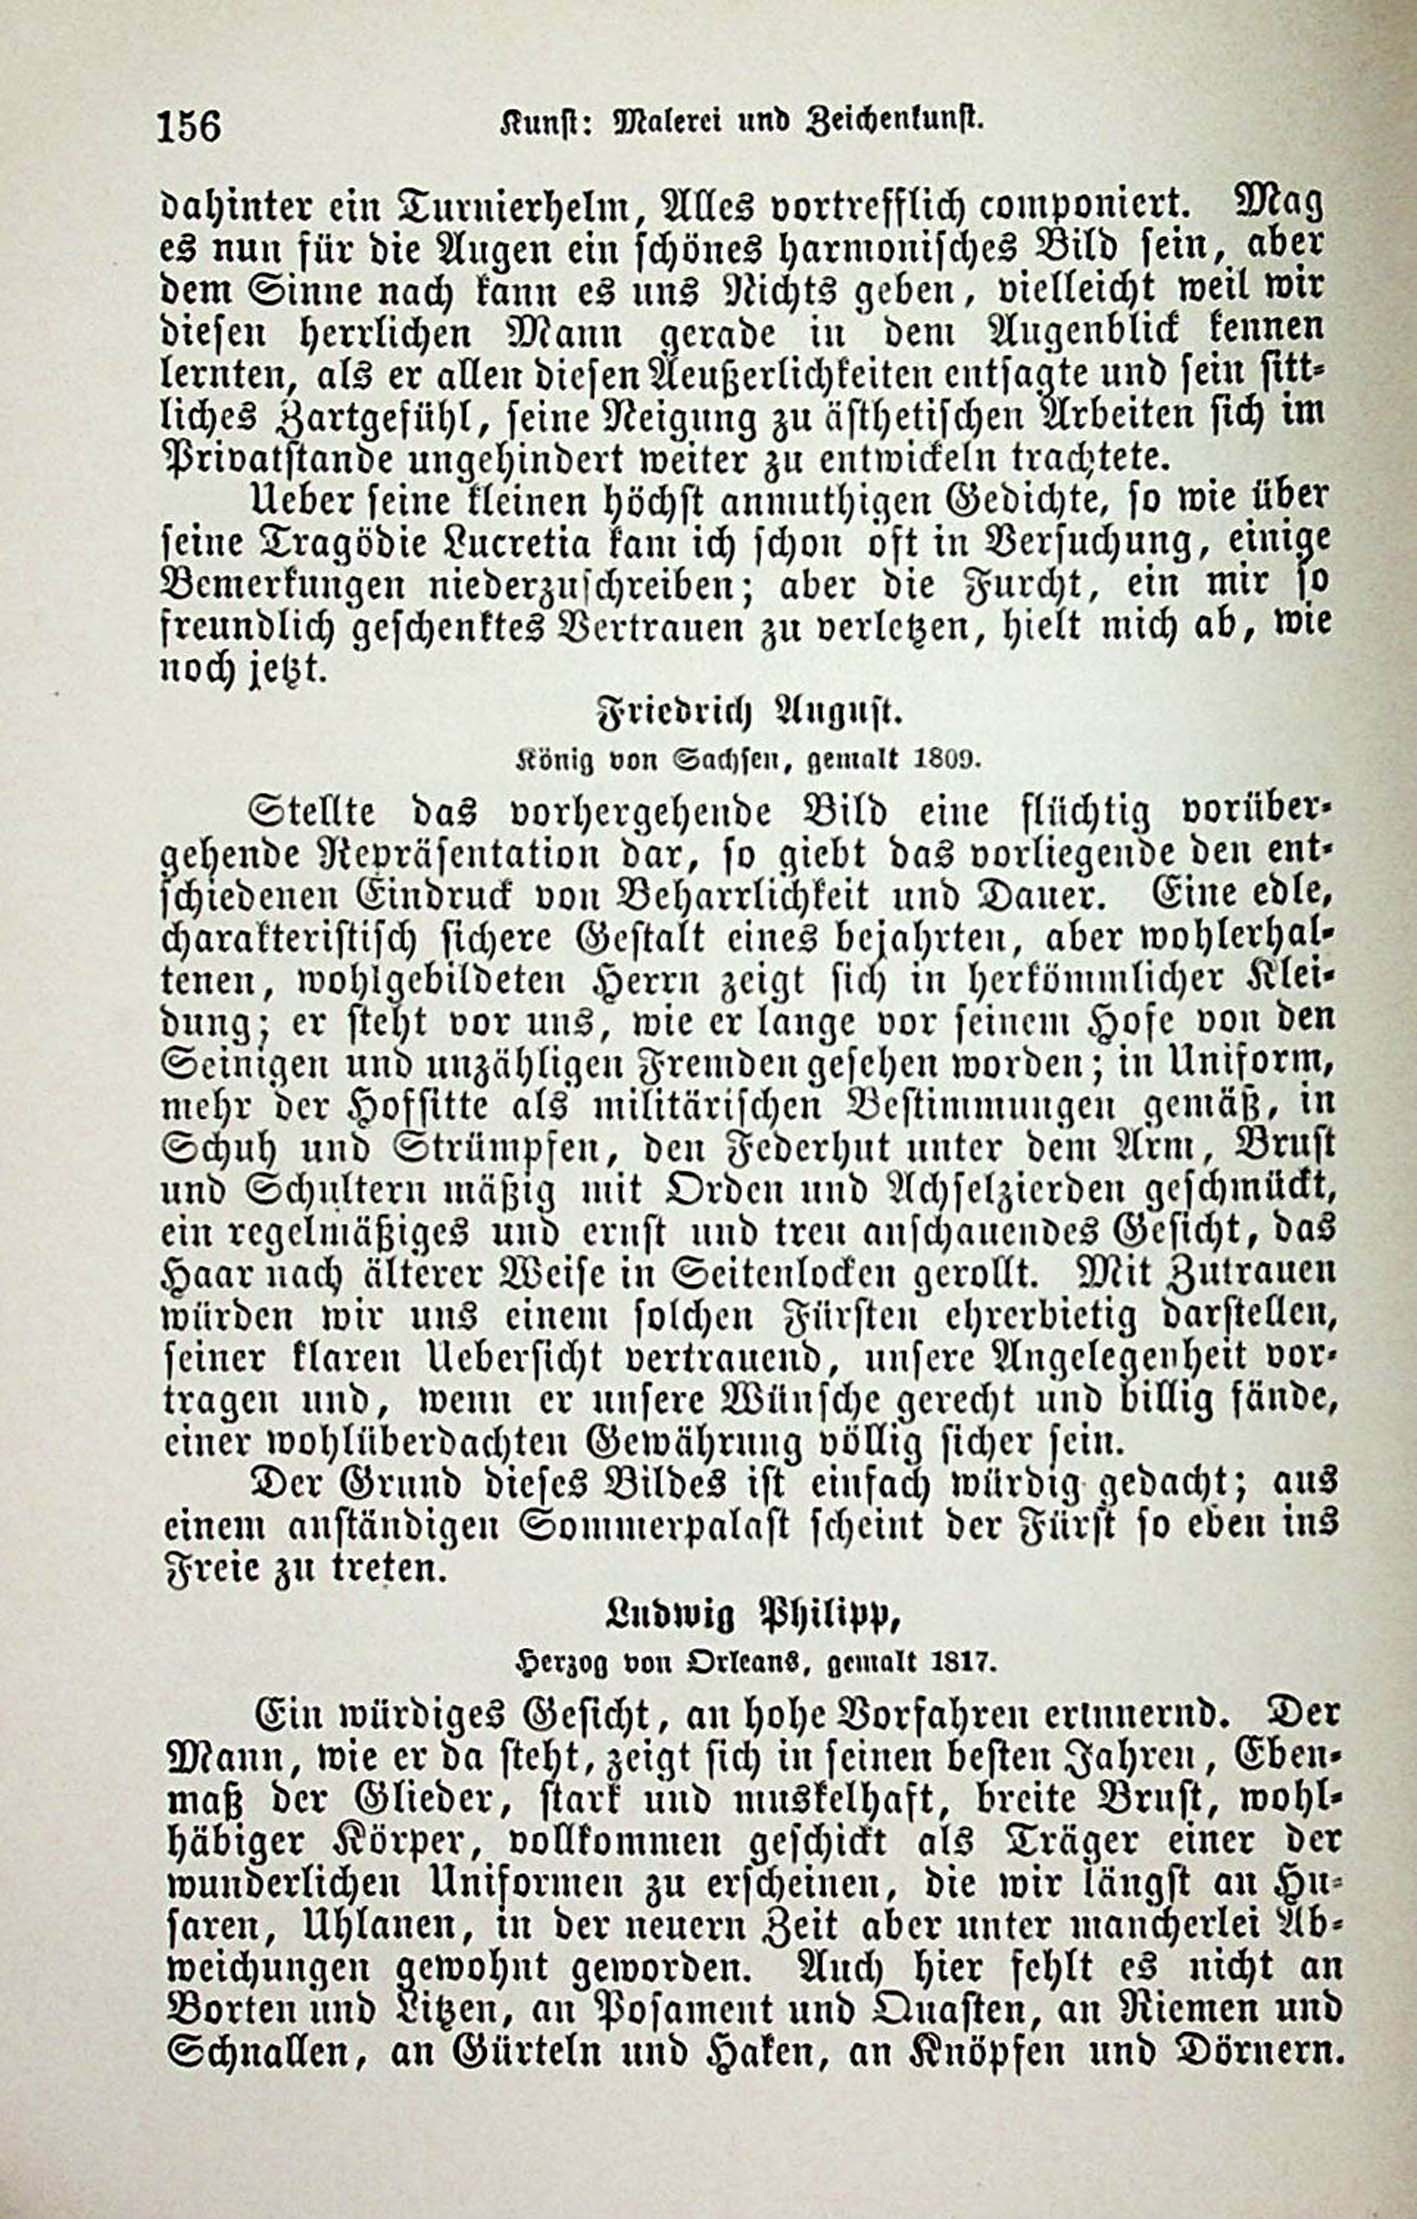 156 Kunst: Malerei und Zeichenkunst.
dahinter ein Turnierhelm, Alles vortrefflich componiert. Mag
es nun für die Augen ein schönes harmonisches Bild sein, aber
dem Sinne nach kann es uns Nichts geben, vielleicht weil wir
diesen herrlichen Mann gerade in dem Augenblick kennen
lernten, als er allen diesen Aeußerlichkeiten entsagte und sein sitt-
liches Zartgefühl, seine Neigung zu ästhetischen Arbeiten sich im
Privatstande ungehindert weiter zu entwickeln trachtete.
Ueber seine kleinen höchst anmuthigen Gedichte, so wie über
seine Tragödie Lucretia kam ich schon oft in Versuchung, einige
Bemerkungen niederzuschreiben; aber die Furcht, ein mir so
freundlich geschenktes Vertrauen zu verletzen, hielt mich ab, wie
noch jetzt.
Friedrich August.
König von Sachsen, gemalt 1809.
Stellte das vorhergehende Bild eine flüchtig vorüber-
gehende Repräsentation dar, so giebt das vorliegende den ent-
schiedenen Eindruck von Beharrlichkeit und Dauer. Eine edle,
charakteristisch sichere Gestalt eines bejahrten, aber wohlerhal-
tenen, wohlgebildeten Herrn zeigt sich in herkömmlicher Klei-
dung; er steht vor uns, wie er lange vor seinem Hofe von den
Seinigen und unzähligen Fremden gesehen worden; in Uniform,
mehr der Hofsitte als militärischen Bestimmungen gemäß, in
Schuh und Strümpfen, den Federhut unter dem Arm, Brust
und Schultern mäßig mit Orden und Achselzierden geschmückt,
ein regelmäßiges und ernst und treu anschauendes Gesicht, das
Haar nach älterer Weise in Seitenlocken gerollt. Mit Zutrauen
würden wir uns einem solchen Fürsten ehrerbietig darstellen,
seiner klaren Uebersicht vertrauend, unsere Angelegenheit vor-
tragen und, wenn er unsere Wünsche gerecht und billig fände,
einer wohlüberdachten Gewährung völlig sicher sein.
Der Grund dieses Bildes ist einfach würdig gedacht; aus
einem anständigen Sommerpalast scheint der Fürst so eben ins
Freie zu treten.
Ludwig Philipp,
Herzog von Orleans, gemalt 1817.
Ein würdiges Gesicht, an hohe Vorfahren erinnernd. Der
Mann, wie er da steht, zeigt sich in seinen besten Jahren, Eben-
maß der Glieder, stark und muskelhaft, breite Brust, wohl-
häbiger Körper, vollkommen geschickt als Träger einer der
wunderlichen Uniformen zu erscheinen, die wir längst an Hu-
saren, Uhlanen, in der neuern Zeit aber unter mancherlei Ab-
weichungen gewohnt geworden. Auch hier fehlt es nicht an
Borten und Litzen, an Posament und Quasten, an Riemen und
Schnallen, an Gürteln und Haken, an Knöpfen und Dörnern.